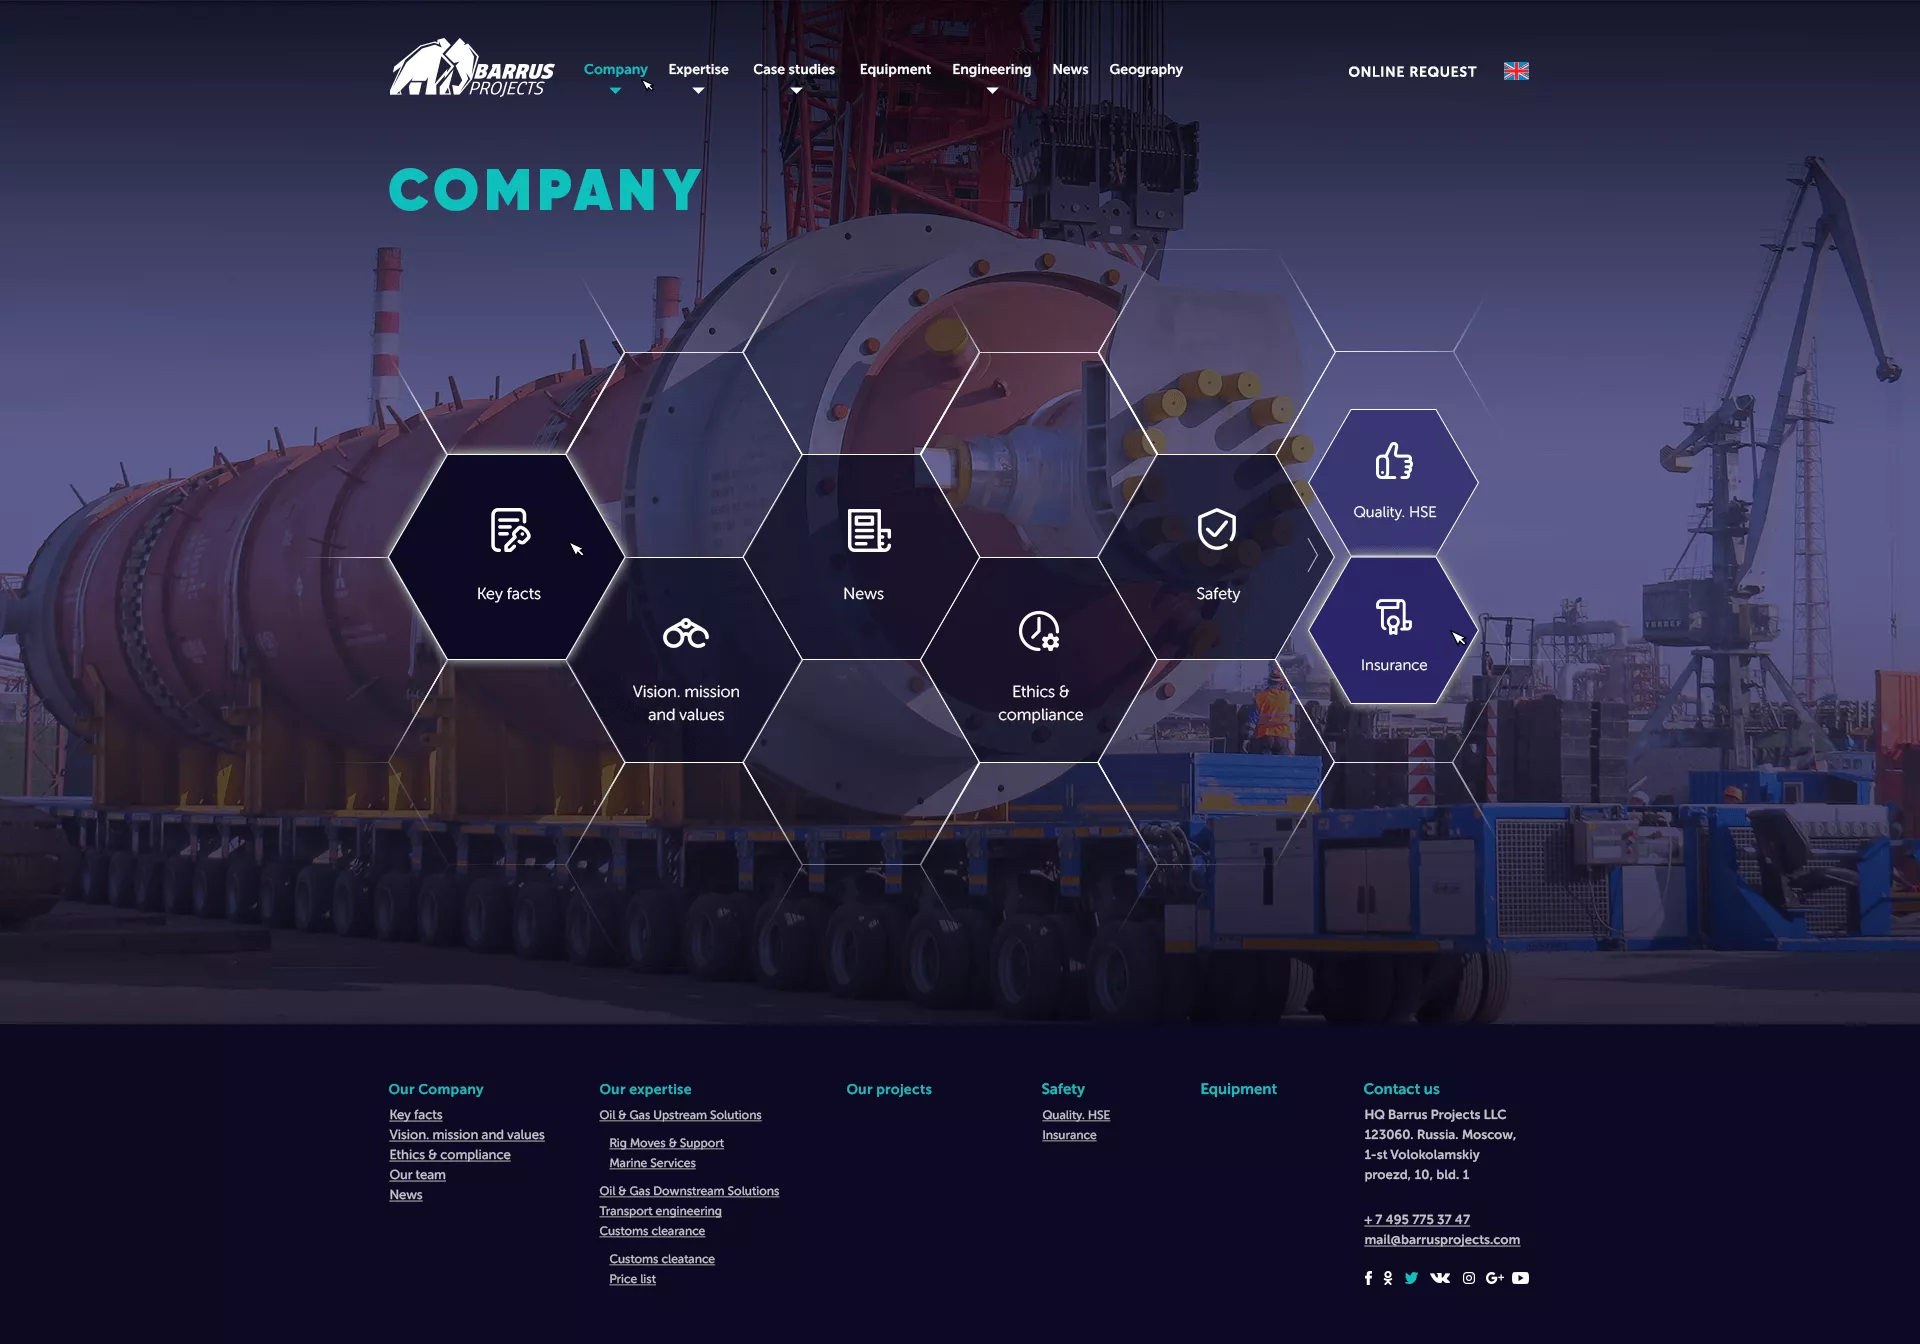 BARRUS
PROJECTS
Company
Expertise
Case studies
Equipment
Engineering
News
Geography
ONLINE REQUEST
COMPANY
Quality. HSE
Key facts
News
Safety
Insurance
Vision. mission
and values
Ethics &
compliance
Our Company
Key facts
Vision. mission and values
Ethics & compliance
Our team
News
Our expertise
Oil & Gas Upstream Solutions
Rig Moves & Support
Marine Services
Oil & Gas Downstream Solutions
Transport engineering
Customs clearance
Customs cleatance
Price list
Our projects
Safety
Quality. HSE
Insurance
Equipment
Contact us
HQ Barrus Projects LLC
123060. Russia. Moscow,
1-st Volokolamskiy
proezd, 10, bld. 1
+ 7 495 775 37 47
mail@barrusprojects.com